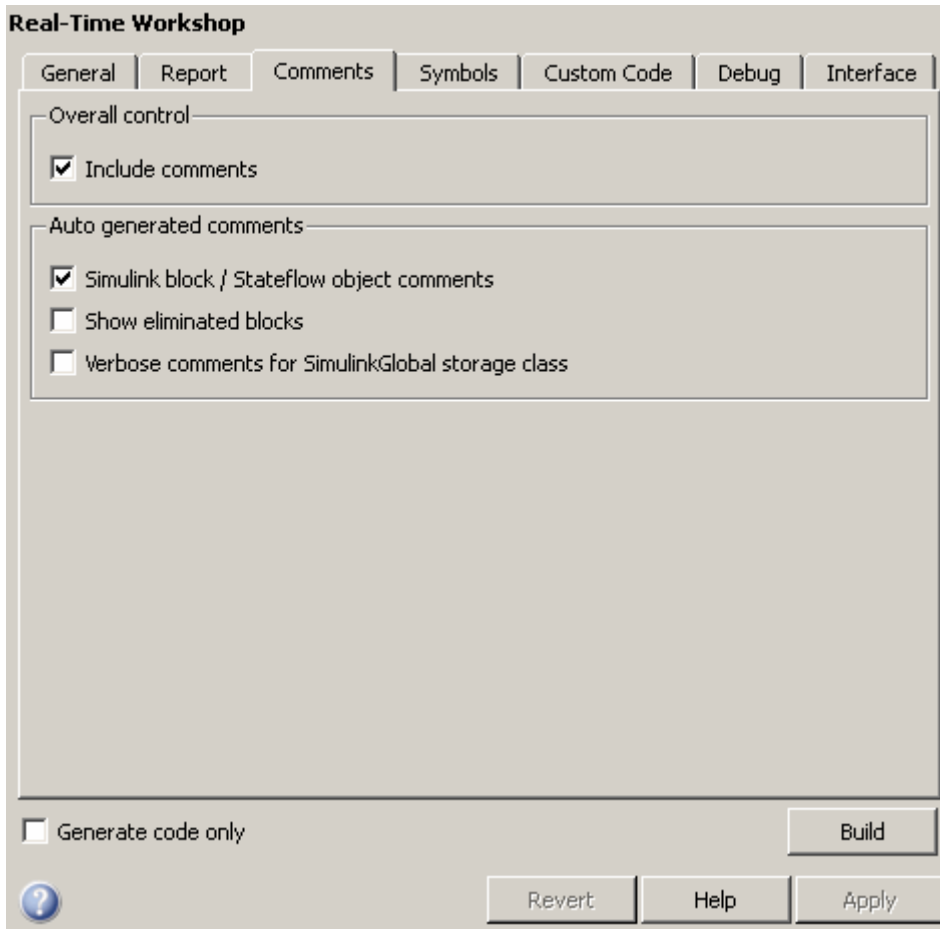 Real-Time Workshop
General Report Comments Symbols Custom Code Debug Interface
Overall control
Include comments
Auto generated comments
Simulink block / Stateflow object comments
Show eliminated blocks
Verbose comments for SimulinkGlobal storage class
Generate code only Build
? Revert Help Apply